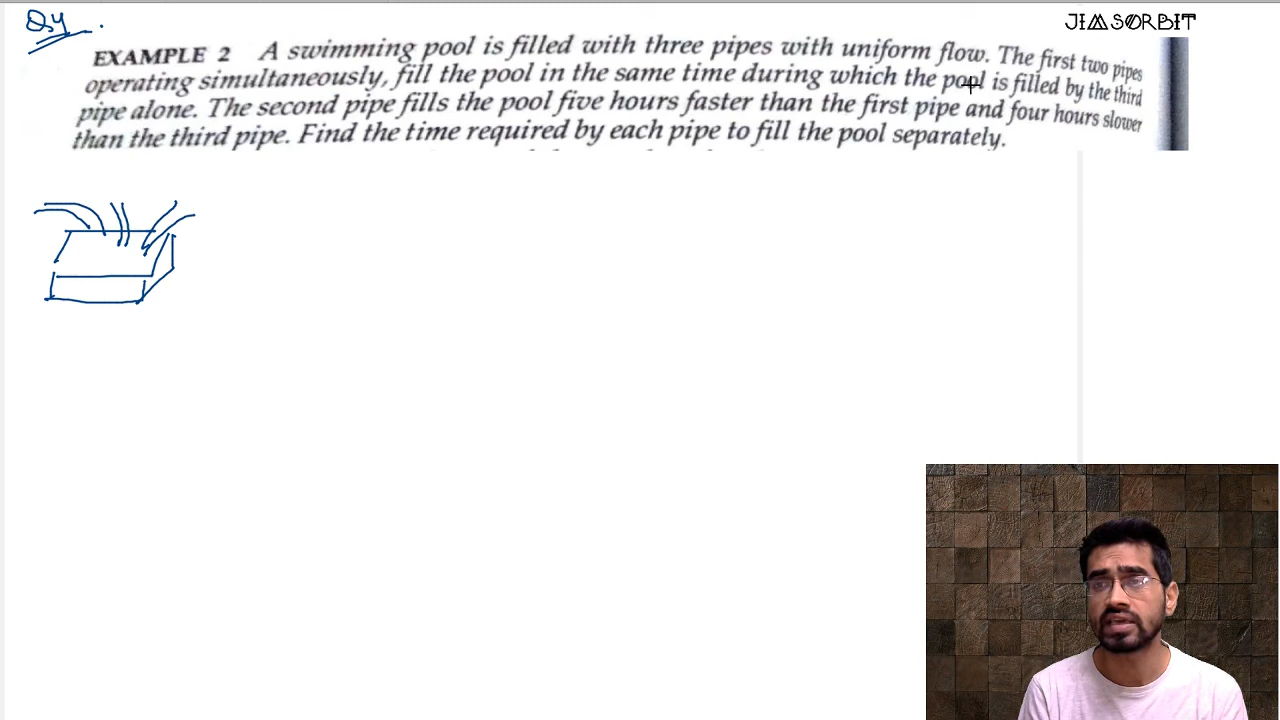 Q4.
JIMSORBIT
EXAMPLE 2 A swimming pool is filled with three pipes with uniform flow. The first two pipes
operating simultaneously, fill the pool in the same time during which the pool is filled by the third
pipe alone. The second pipe fills the pool five hours faster than the first pipe and four hours slower
than the third pipe. Find the time required by each pipe to fill the pool separately.